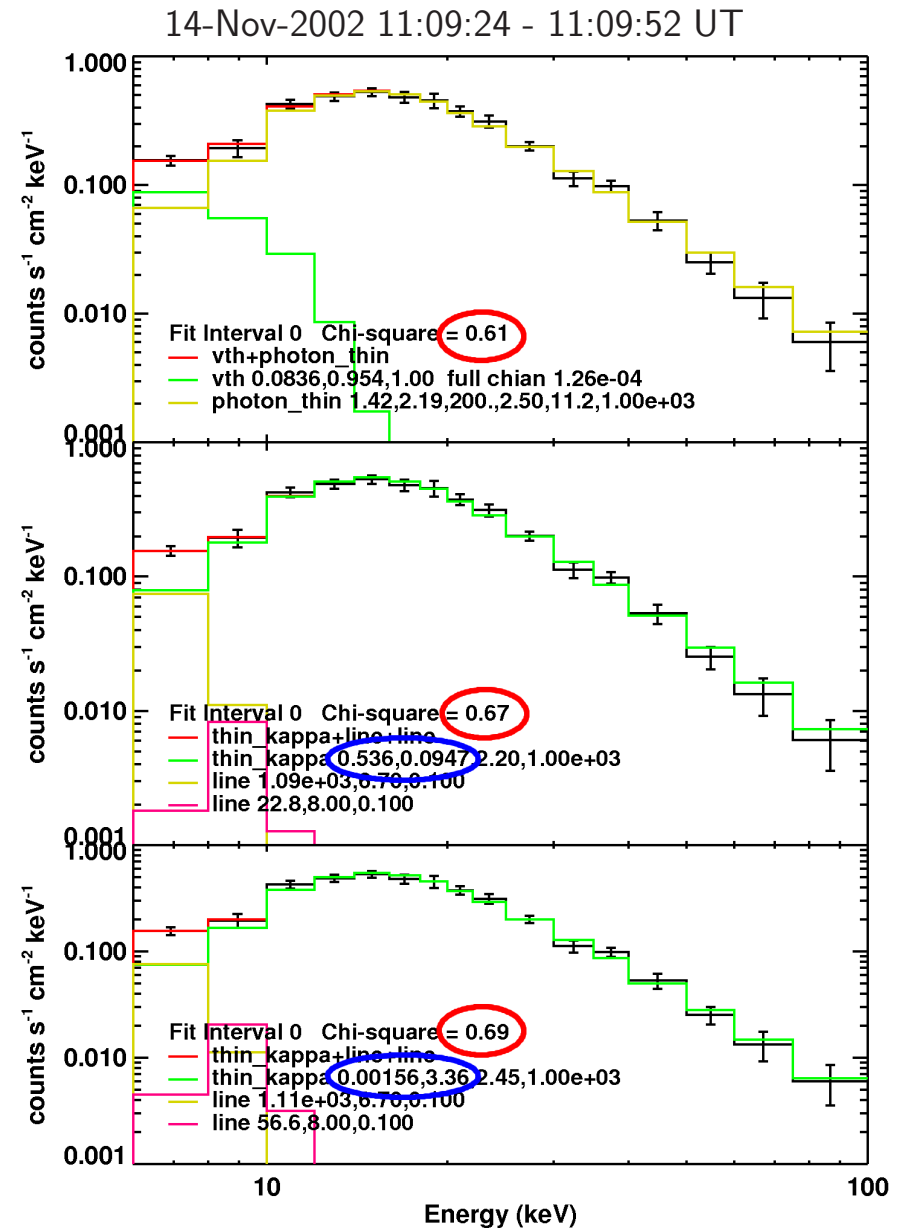 14-Nov-2002 11:09:24 - 11:09:52 UT
1.000
0.100
0.010
0.001
counts s-1 cm-2 keV-1
Fit Interval 0 Chi-square = 0.61
vth+photon_thin
vth 0.0836,0.954,1.00 full chian 1.26e-04
photon_thin 1.42,2.19,200.,2.50,11.2,1.00e+03
1.000
0.100
0.010
0.001
counts s-1 cm-2 keV-1
Fit Interval 0 Chi-square = 0.67
thin_kappa+line+line
thin_kappa 0.536,0.0947,2.20,1.00e+03
line 1.09e+03,6.70,0.100
line 22.8,8.00,0.100
1.000
0.100
0.010
0.001
counts s-1 cm-2 keV-1
Fit Interval 0 Chi-square = 0.69
thin_kappa+line+line
thin_kappa 0.00156,3.36,2.45,1.00e+03
line 1.11e+03,6.70,0.100
line 56.6,8.00,0.100
10 100
Energy (keV)